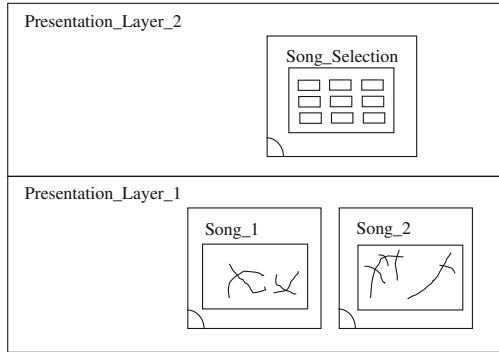 Presentation_Layer_2
Song_Selection
Presentation_Layer_1
Song_1
Song_2